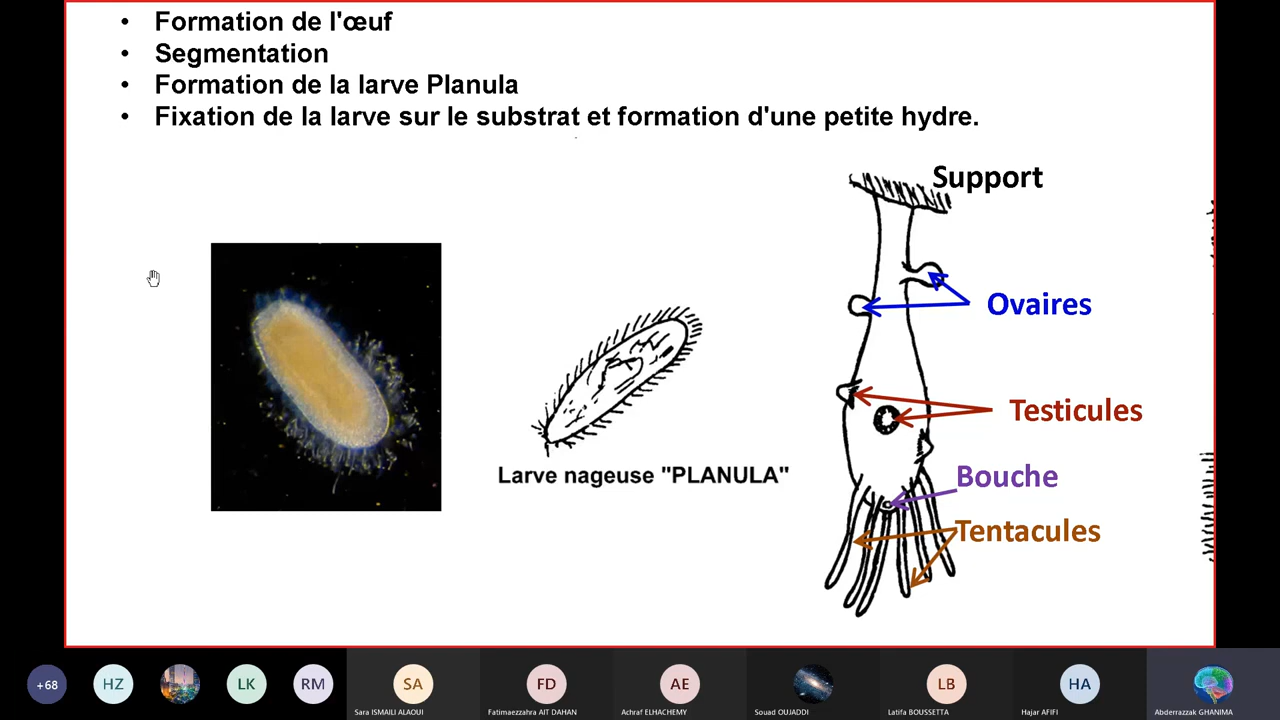 • Formation de l'œuf
• Segmentation
• Formation de la larve Planula
• Fixation de la larve sur le substrat et formation d'une petite hydre.
Support
Ovaires
Testicules
Bouche
Tentacules
Larve nageuse "PLANULA"
+68
HZ
LK
RM
SA
Sara ISMAILI ALAOUI
FD
Fatimaezzahra AIT DAHAN
AE
Achraf ELHACHEMY
Souad OUJADDI
LB
Latifa BOUSSETTA
HA
Hajar AFIFI
Abderrazzak GHANIMA